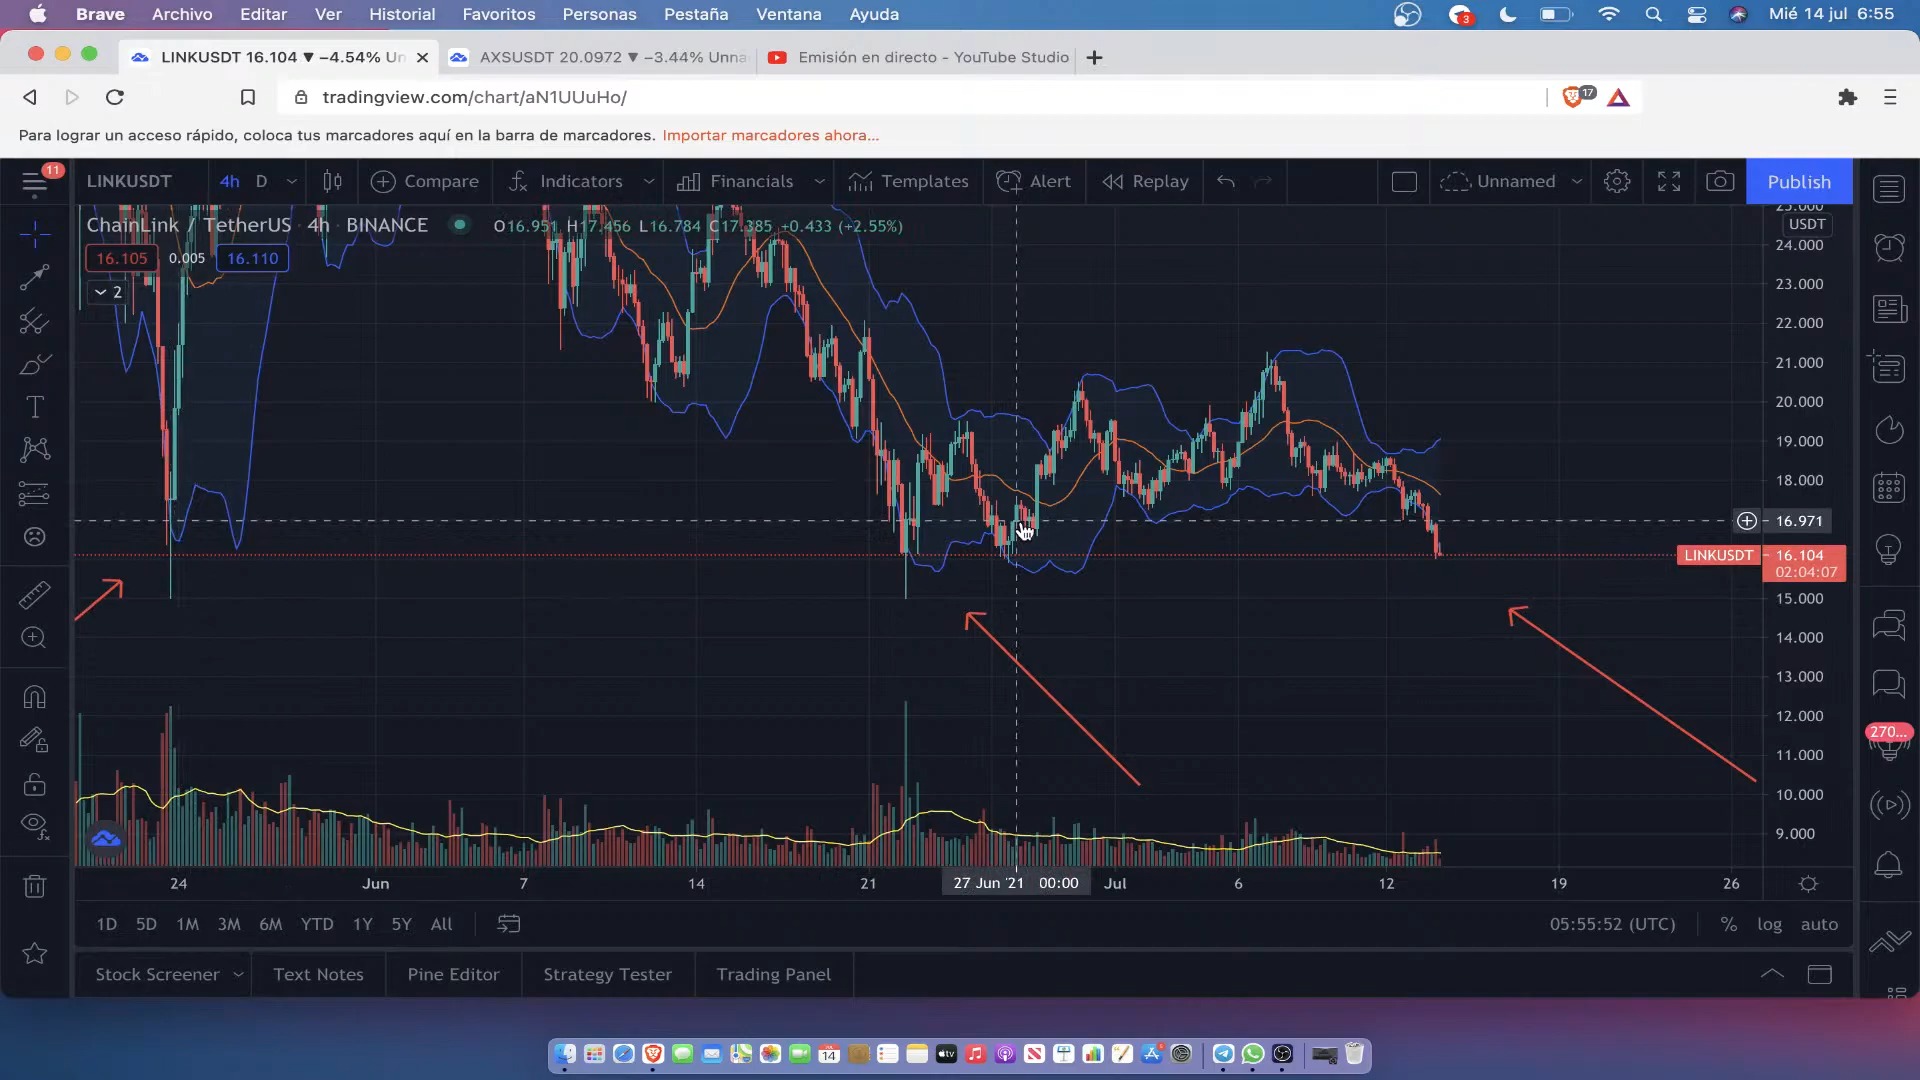 Brave Archivo Editar Ver Historial Favoritos Personas Pestaña Ventana Ayuda 3 Mié 14 jul 6:55
LINKUSDT 16.104 ▼ −4.54% Un
AXSUSDT 20.0972 ▼ −3.44% Unna
Emisión en directo - YouTube Studio
tradingview.com/chart/aN1UUuHo/
17
Para lograr un acceso rápido, coloca tus marcadores aquí en la barra de marcadores. Importar marcadores ahora...
11
LINKUSDT 4h D Compare Indicators Financials Templates Alert Replay Unnamed Publish
ChainLink / TetherUS · 4h · BINANCE O16.951 H17.456 L16.784 C17.385 +0.433 (+2.55%)
16.105 0.005 16.110
2
USDT
25.000
24.000
23.000
22.000
21.000
20.000
19.000
18.000
16.971
LINKUSDT 16.104
02:04:07
15.000
14.000
13.000
12.000
11.000
10.000
9.000
270...
24 Jun 7 14 21 27 Jun '21 00:00 Jul 6 12 19 26
1D 5D 1M 3M 6M YTD 1Y 5Y All 05:55:52 (UTC) % log auto
Stock Screener Text Notes Pine Editor Strategy Tester Trading Panel
14
tv